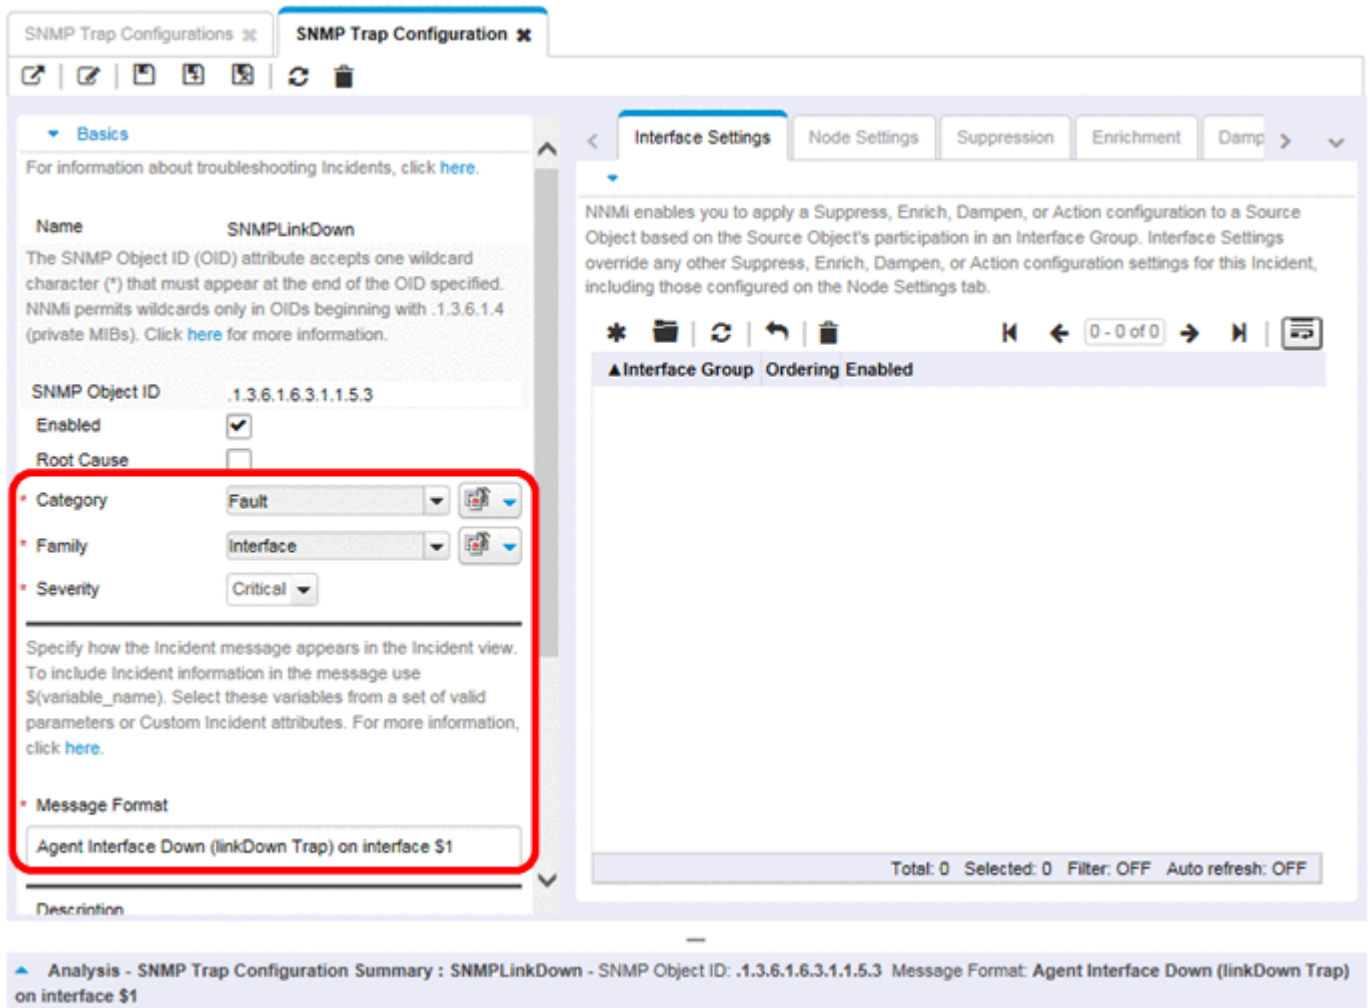 SNMP Trap Configurations
SNMP Trap Configuration
Basics
For information about troubleshooting Incidents, click here.
Name SNMPLinkDown
The SNMP Object ID (OID) attribute accepts one wildcard
character (*) that must appear at the end of the OID specified.
NNMi permits wildcards only in OIDs beginning with .1.3.6.1.4
(private MIBs). Click here for more information.
SNMP Object ID .1.3.6.1.6.3.1.1.5.3
Enabled
Root Cause
* Category Fault
* Family Interface
* Severity Critical
Specify how the Incident message appears in the Incident view.
To include Incident information in the message use
$(variable_name). Select these variables from a set of valid
parameters or Custom Incident attributes. For more information,
click here.
* Message Format
Agent Interface Down (linkDown Trap) on interface $1
Description
Interface Settings Node Settings Suppression Enrichment Damp
NNMi enables you to apply a Suppress, Enrich, Dampen, or Action configuration to a Source
Object based on the Source Object's participation in an Interface Group. Interface Settings
override any other Suppress, Enrich, Dampen, or Action configuration settings for this Incident,
including those configured on the Node Settings tab.
0 - 0 of 0
▲Interface Group Ordering Enabled
Total: 0 Selected: 0 Filter: OFF Auto refresh: OFF
Analysis - SNMP Trap Configuration Summary : SNMPLinkDown - SNMP Object ID: .1.3.6.1.6.3.1.1.5.3 Message Format: Agent Interface Down (linkDown Trap)
on interface $1